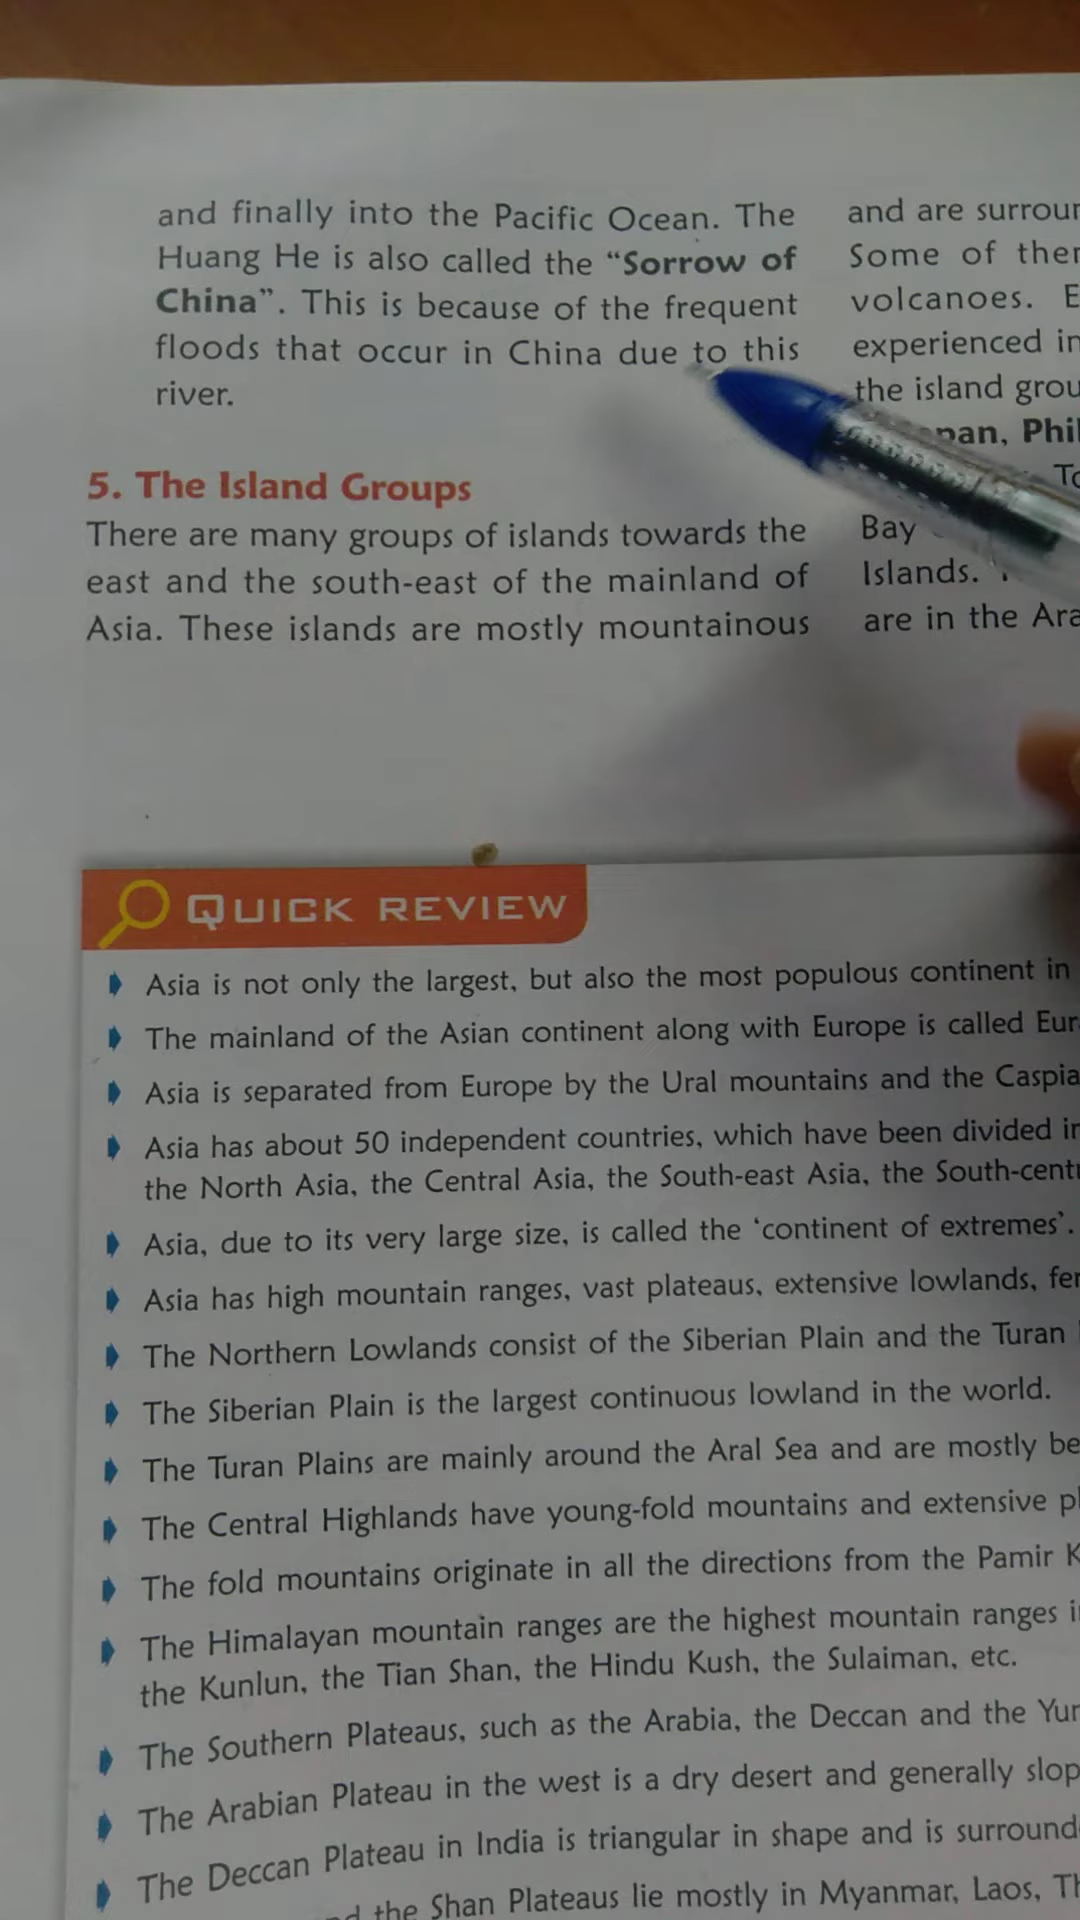 and finally into the Pacific Ocean. The
Huang He is also called the “Sorrow of
China”. This is because of the frequent
floods that occur in China due to this
river.
5. The Island Groups
There are many groups of islands towards the
east and the south-east of the mainland of
Asia. These islands are mostly mountainous
and are
Some of
volcanoes.
experienced in
the island
Bay
Islands.
are in the
QUICK REVIEW
Asia is not only the largest, but also the most populous continent in
The mainland of the Asian continent along with Europe is called
Asia is separated from Europe by the Ural mountains and the
Asia has about 50 independent countries, which have been divided
the North Asia, the Central Asia, the South-east Asia, the
Asia, due to its very large size, is called the ‘continent of extremes’.
Asia has high mountain ranges, vast plateaus, extensive lowlands,
The Northern Lowlands consist of the Siberian Plain and the Turan
The Siberian Plain is the largest continuous lowland in the world.
The Turan Plains are mainly around the Aral Sea and are mostly
The Central Highlands have young-fold mountains and extensive
The fold mountains originate in all the directions from the Pamir
The Himalayan mountain ranges are the highest mountain ranges
the Kunlun, the Tian Shan, the Hindu Kush, the Sulaiman, etc.
The Southern Plateaus, such as the Arabia, the Deccan and the
The Arabian Plateau in the west is a dry desert and generally
The Deccan Plateau in India is triangular in shape and is
the Shan Plateaus lie mostly in Myanmar, Laos,